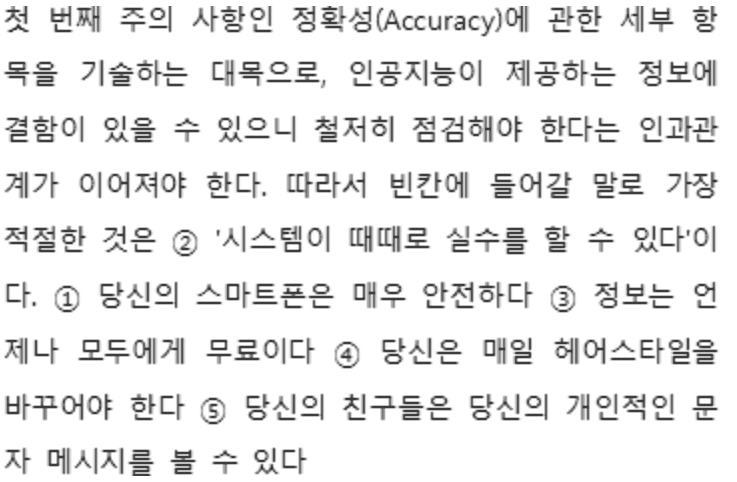 첫 번째 주의 사항인 정확성(Accuracy)에 관한 세부 항
목을 기술하는 대목으로, 인공지능이 제공하는 정보에
결함이 있을 수 있으니 철저히 점검해야 한다는 인과관
계가 이어져야 한다. 따라서 빈칸에 들어갈 말로 가장
적절한 것은 ② '시스템이 때때로 실수를 할 수 있다'이
다. ① 당신의 스마트폰은 매우 안전하다 ③ 정보는 언
제나 모두에게 무료이다 ④ 당신은 매일 헤어스타일을
바꾸어야 한다 ⑤ 당신의 친구들은 당신의 개인적인 문
자 메시지를 볼 수 있다